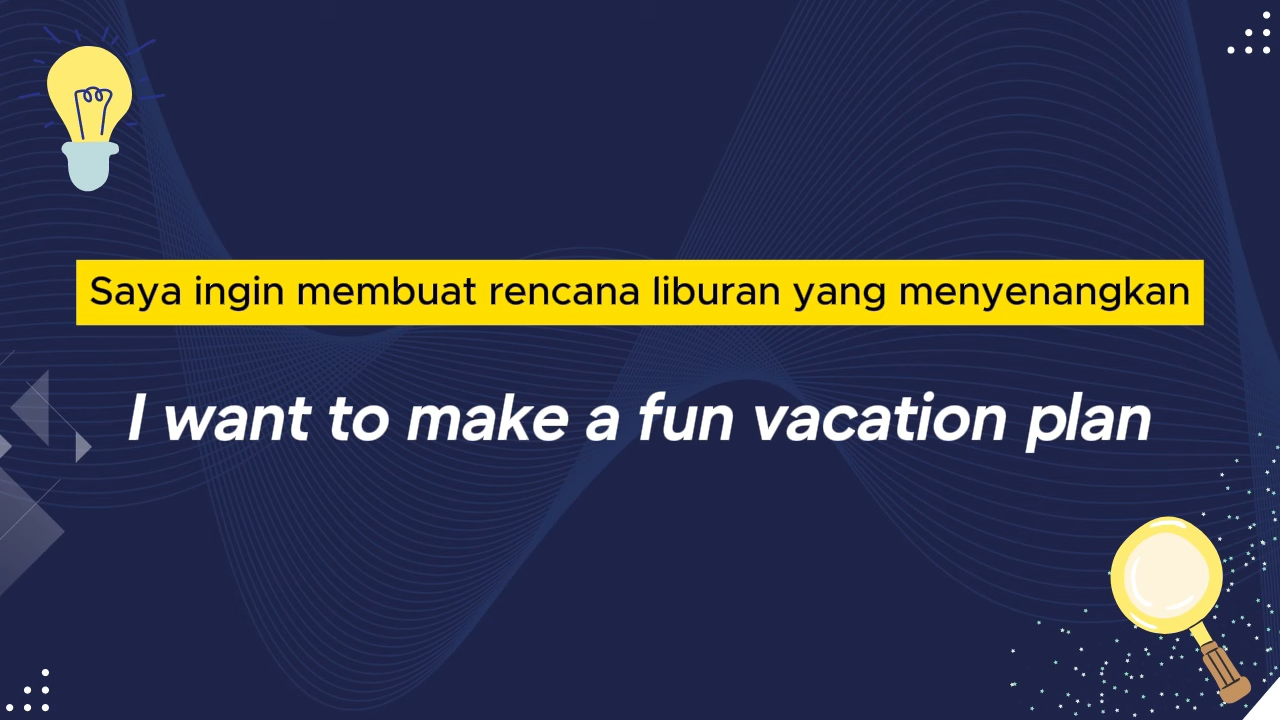 Saya ingin membuat rencana liburan yang menyenangkan
I want to make a fun vacation plan